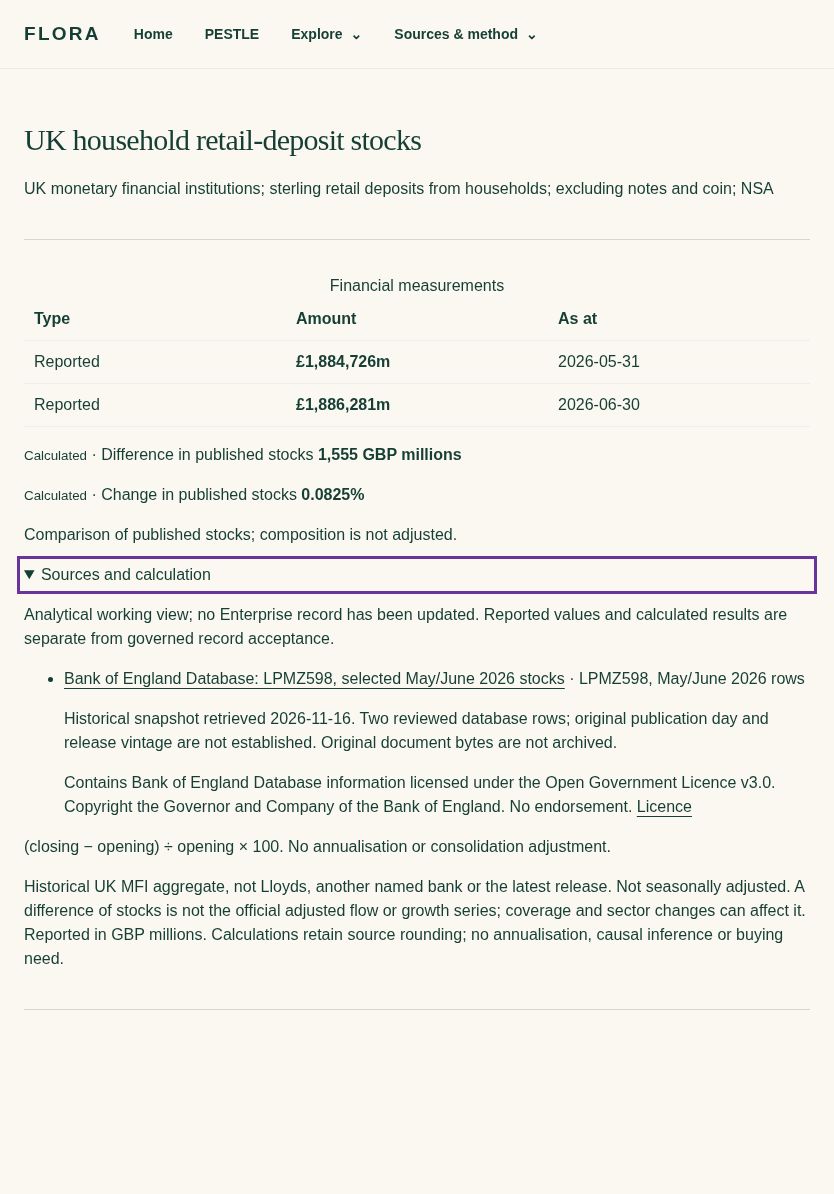 FLORA Home PESTLE Explore Sources & method
UK household retail-deposit stocks
UK monetary financial institutions; sterling retail deposits from households; excluding notes and coin; NSA
Financial measurements
Type Amount As at
Reported £1,884,726m 2026-05-31
Reported £1,886,281m 2026-06-30
Calculated · Difference in published stocks 1,555 GBP millions
Calculated · Change in published stocks 0.0825%
Comparison of published stocks; composition is not adjusted.
▼ Sources and calculation
Analytical working view; no Enterprise record has been updated. Reported values and calculated results are
separate from governed record acceptance.
• Bank of England Database: LPMZ598, selected May/June 2026 stocks · LPMZ598, May/June 2026 rows
Historical snapshot retrieved 2026-11-16. Two reviewed database rows; original publication day and
release vintage are not established. Original document bytes are not archived.
Contains Bank of England Database information licensed under the Open Government Licence v3.0.
Copyright the Governor and Company of the Bank of England. No endorsement. Licence
(closing − opening) ÷ opening × 100. No annualisation or consolidation adjustment.
Historical UK MFI aggregate, not Lloyds, another named bank or the latest release. Not seasonally adjusted. A
difference of stocks is not the official adjusted flow or growth series; coverage and sector changes can affect it.
Reported in GBP millions. Calculations retain source rounding; no annualisation, causal inference or buying
need.